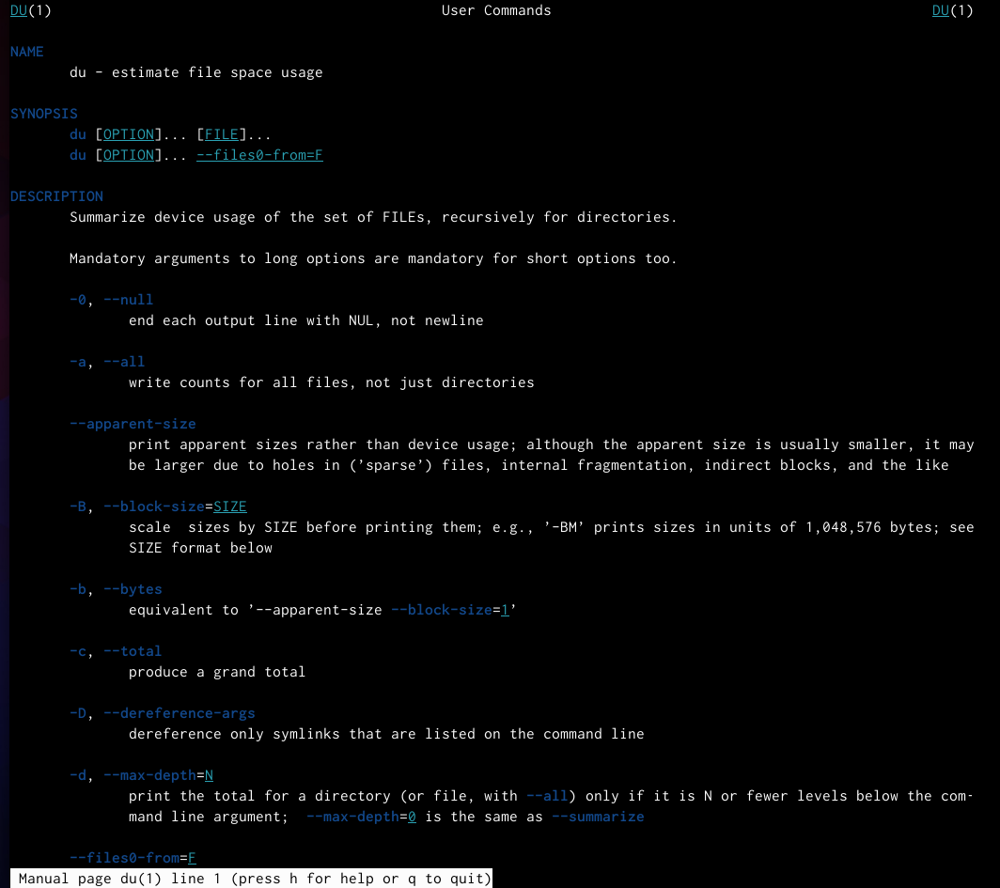 DU(1) User Commands DU(1)
NAME
du - estimate file space usage
SYNOPSIS
du [OPTION]... [FILE]...
du [OPTION]... --files0-from=F
DESCRIPTION
Summarize device usage of the set of FILEs, recursively for directories.
Mandatory arguments to long options are mandatory for short options too.
-0, --null
end each output line with NUL, not newline
-a, --all
write counts for all files, not just directories
--apparent-size
print apparent sizes rather than device usage; although the apparent size is usually smaller, it may
be larger due to holes in ('sparse') files, internal fragmentation, indirect blocks, and the like
-B, --block-size=SIZE
scale  sizes by SIZE before printing them; e.g., '-BM' prints sizes in units of 1,048,576 bytes; see
SIZE format below
-b, --bytes
equivalent to '--apparent-size --block-size=1'
-c, --total
produce a grand total
-D, --dereference-args
dereference only symlinks that are listed on the command line
-d, --max-depth=N
print the total for a directory (or file, with --all) only if it is N or fewer levels below the com-
mand line argument;  --max-depth=0 is the same as --summarize
--files0-from=F
Manual page du(1) line 1 (press h for help or q to quit)